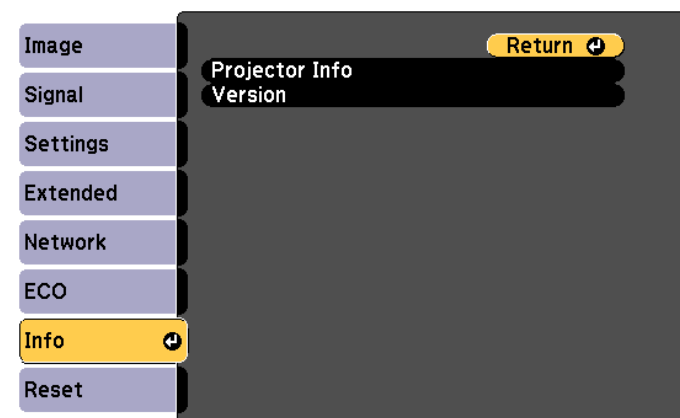 Image
Signal
Settings
Extended
Network
ECO
Info
Reset
Return
Projector Info
Version